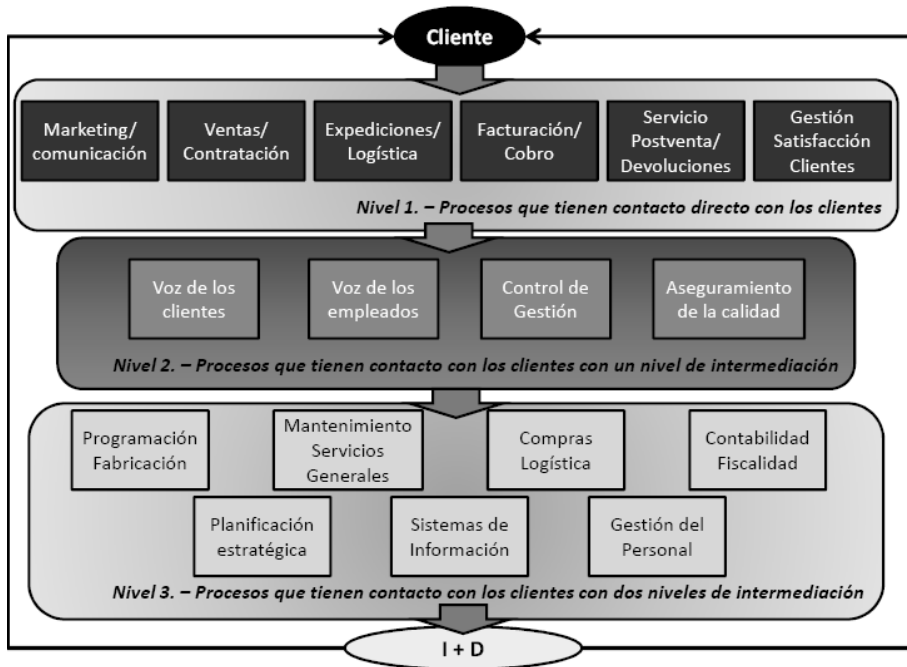 Cliente
Marketing/
comunicación
Ventas/
Contratación
Expediciones/
Logística
Facturación/
Cobro
Servicio
Postventa/
Devoluciones
Gestión
Satisfacción
Clientes
Nivel 1. – Procesos que tienen contacto directo con los clientes
Voz de los
clientes
Voz de los
empleados
Control de
Gestión
Aseguramiento
de la calidad
Nivel 2. – Procesos que tienen contacto con los clientes con un nivel de intermediación
Programación
Fabricación
Mantenimiento
Servicios
Generales
Compras
Logística
Contabilidad
Fiscalidad
Planificación
estratégica
Sistemas de
Información
Gestión del
Personal
Nivel 3. – Procesos que tienen contacto con los clientes con dos niveles de intermediación
I + D